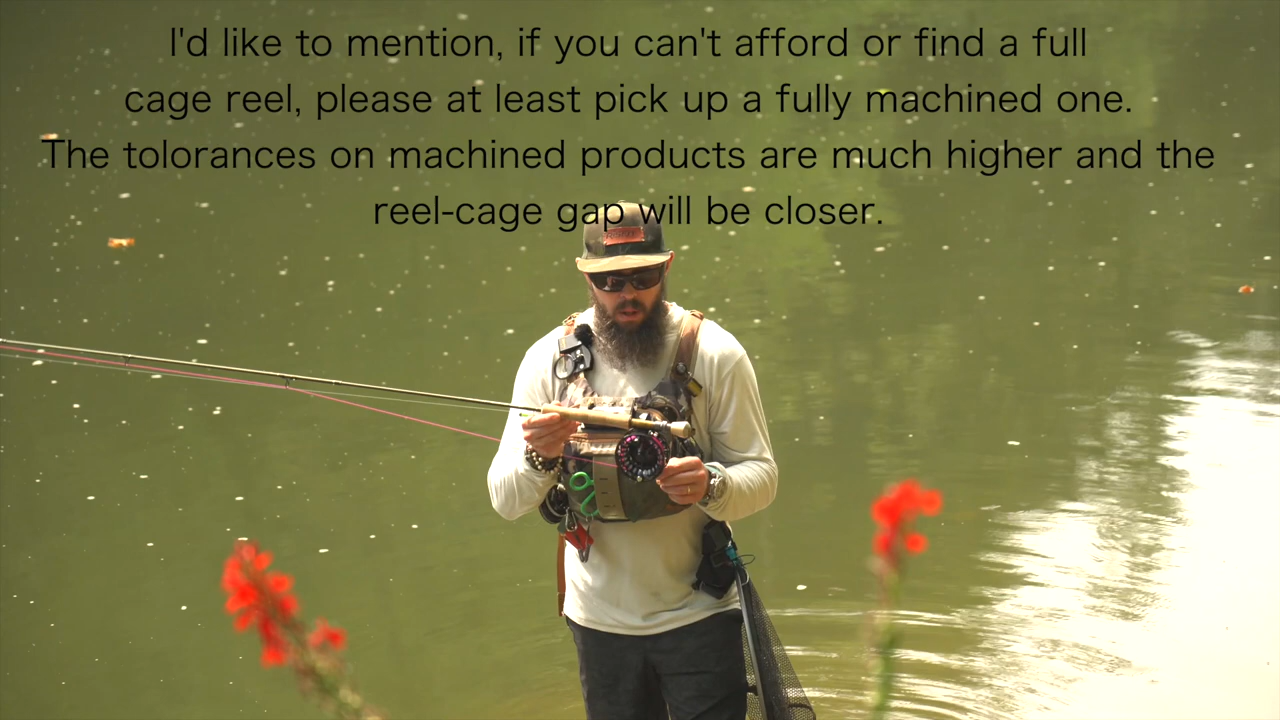 I'd like to mention, if you can't afford or find a full
cage reel, please at least pick up a fully machined one.
The tolorances on machined products are much higher and the
reel-cage gap will be closer.